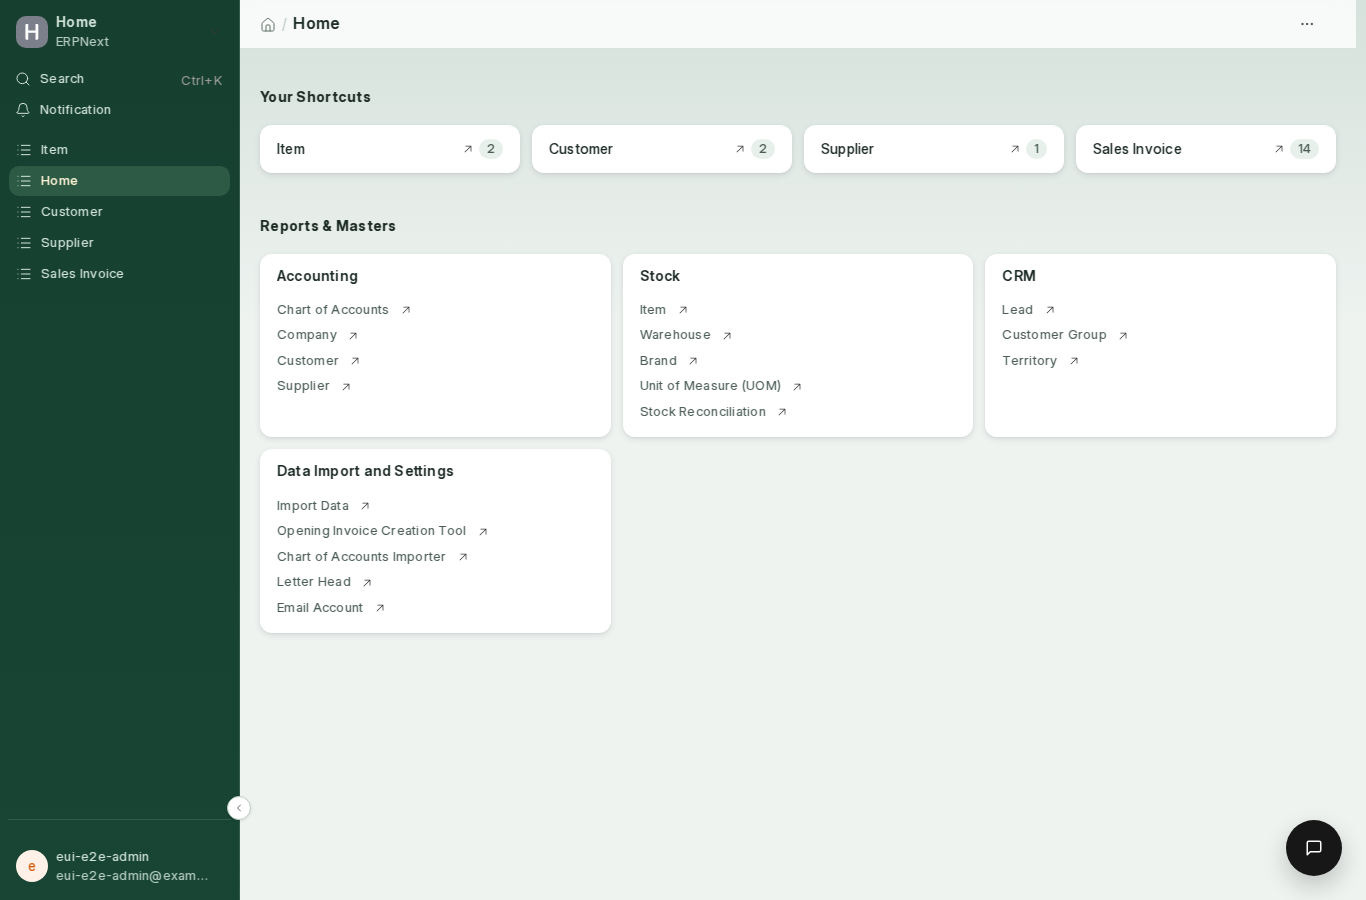 H
Home
ERPNext
Search
Ctrl+K
Notification
Item
Home
Customer
Supplier
Sales Invoice
eui-e2e-admin
eui-e2e-admin@exam...
e
/ Home
Your Shortcuts
Item 2
Customer 2
Supplier 1
Sales Invoice 14
Reports & Masters
Accounting
Chart of Accounts
Company
Customer
Supplier
Stock
Item
Warehouse
Brand
Unit of Measure (UOM)
Stock Reconciliation
CRM
Lead
Customer Group
Territory
Data Import and Settings
Import Data
Opening Invoice Creation Tool
Chart of Accounts Importer
Letter Head
Email Account